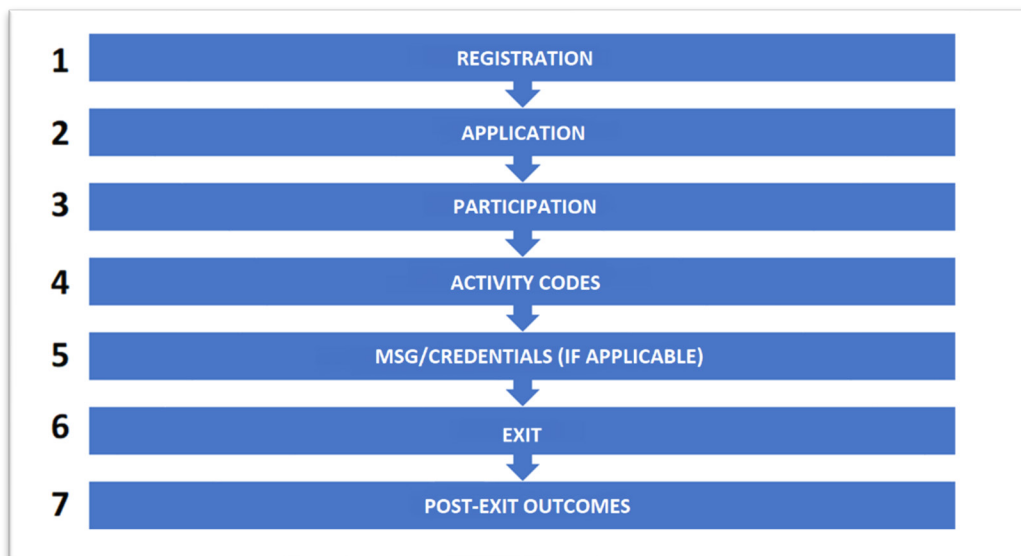 1 REGISTRATION
2 APPLICATION
3 PARTICIPATION
4 ACTIVITY CODES
5 MSG/CREDENTIALS (IF APPLICABLE)
6 EXIT
7 POST-EXIT OUTCOMES